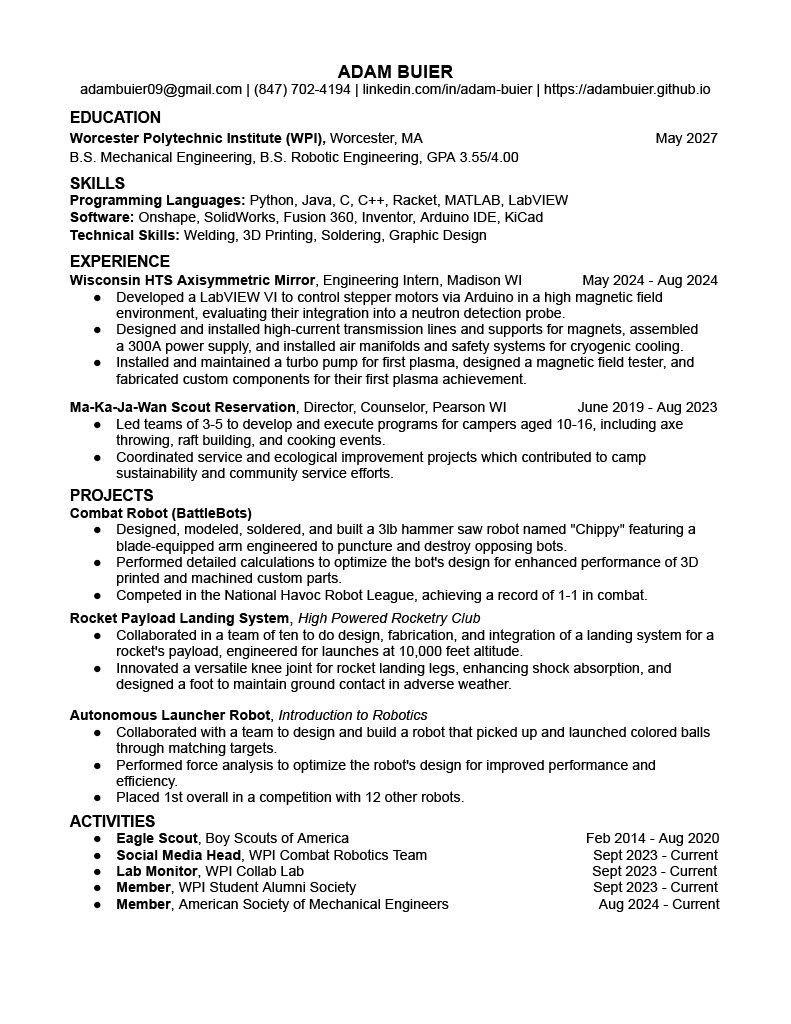 ADAM BUIER
adambuier09@gmail.com | (847) 702-4194 | linkedin.com/in/adam-buier | https://adambuier.github.io
EDUCATION
Worcester Polytechnic Institute (WPI), Worcester, MA May 2027
B.S. Mechanical Engineering, B.S. Robotic Engineering, GPA 3.55/4.00
SKILLS
Programming Languages: Python, Java, C, C++, Racket, MATLAB, LabVIEW
Software: Onshape, SolidWorks, Fusion 360, Inventor, Arduino IDE, KiCad
Technical Skills: Welding, 3D Printing, Soldering, Graphic Design
EXPERIENCE
Wisconsin HTS Axisymmetric Mirror, Engineering Intern, Madison WI May 2024 - Aug 2024
● Developed a LabVIEW VI to control stepper motors via Arduino in a high magnetic field
environment, evaluating their integration into a neutron detection probe.
● Designed and installed high-current transmission lines and supports for magnets, assembled
a 300A power supply, and installed air manifolds and safety systems for cryogenic cooling.
● Installed and maintained a turbo pump for first plasma, designed a magnetic field tester, and
fabricated custom components for their first plasma achievement.
Ma-Ka-Ja-Wan Scout Reservation, Director, Counselor, Pearson WI June 2019 - Aug 2023
● Led teams of 3-5 to develop and execute programs for campers aged 10-16, including axe
throwing, raft building, and cooking events.
● Coordinated service and ecological improvement projects which contributed to camp
sustainability and community service efforts.
PROJECTS
Combat Robot (BattleBots)
● Designed, modeled, soldered, and built a 3lb hammer saw robot named "Chippy" featuring a
blade-equipped arm engineered to puncture and destroy opposing bots.
● Performed detailed calculations to optimize the bot's design for enhanced performance of 3D
printed and machined custom parts.
● Competed in the National Havoc Robot League, achieving a record of 1-1 in combat.
Rocket Payload Landing System, High Powered Rocketry Club
● Collaborated in a team of ten to do design, fabrication, and integration of a landing system for a
rocket's payload, engineered for launches at 10,000 feet altitude.
● Innovated a versatile knee joint for rocket landing legs, enhancing shock absorption, and
designed a foot to maintain ground contact in adverse weather.
Autonomous Launcher Robot, Introduction to Robotics
● Collaborated with a team to design and build a robot that picked up and launched colored balls
through matching targets.
● Performed force analysis to optimize the robot's design for improved performance and
efficiency.
● Placed 1st overall in a competition with 12 other robots.
ACTIVITIES
● Eagle Scout, Boy Scouts of America Feb 2014 - Aug 2020
● Social Media Head, WPI Combat Robotics Team Sept 2023 - Current
● Lab Monitor, WPI Collab Lab Sept 2023 - Current
● Member, WPI Student Alumni Society Sept 2023 - Current
● Member, American Society of Mechanical Engineers Aug 2024 - Current